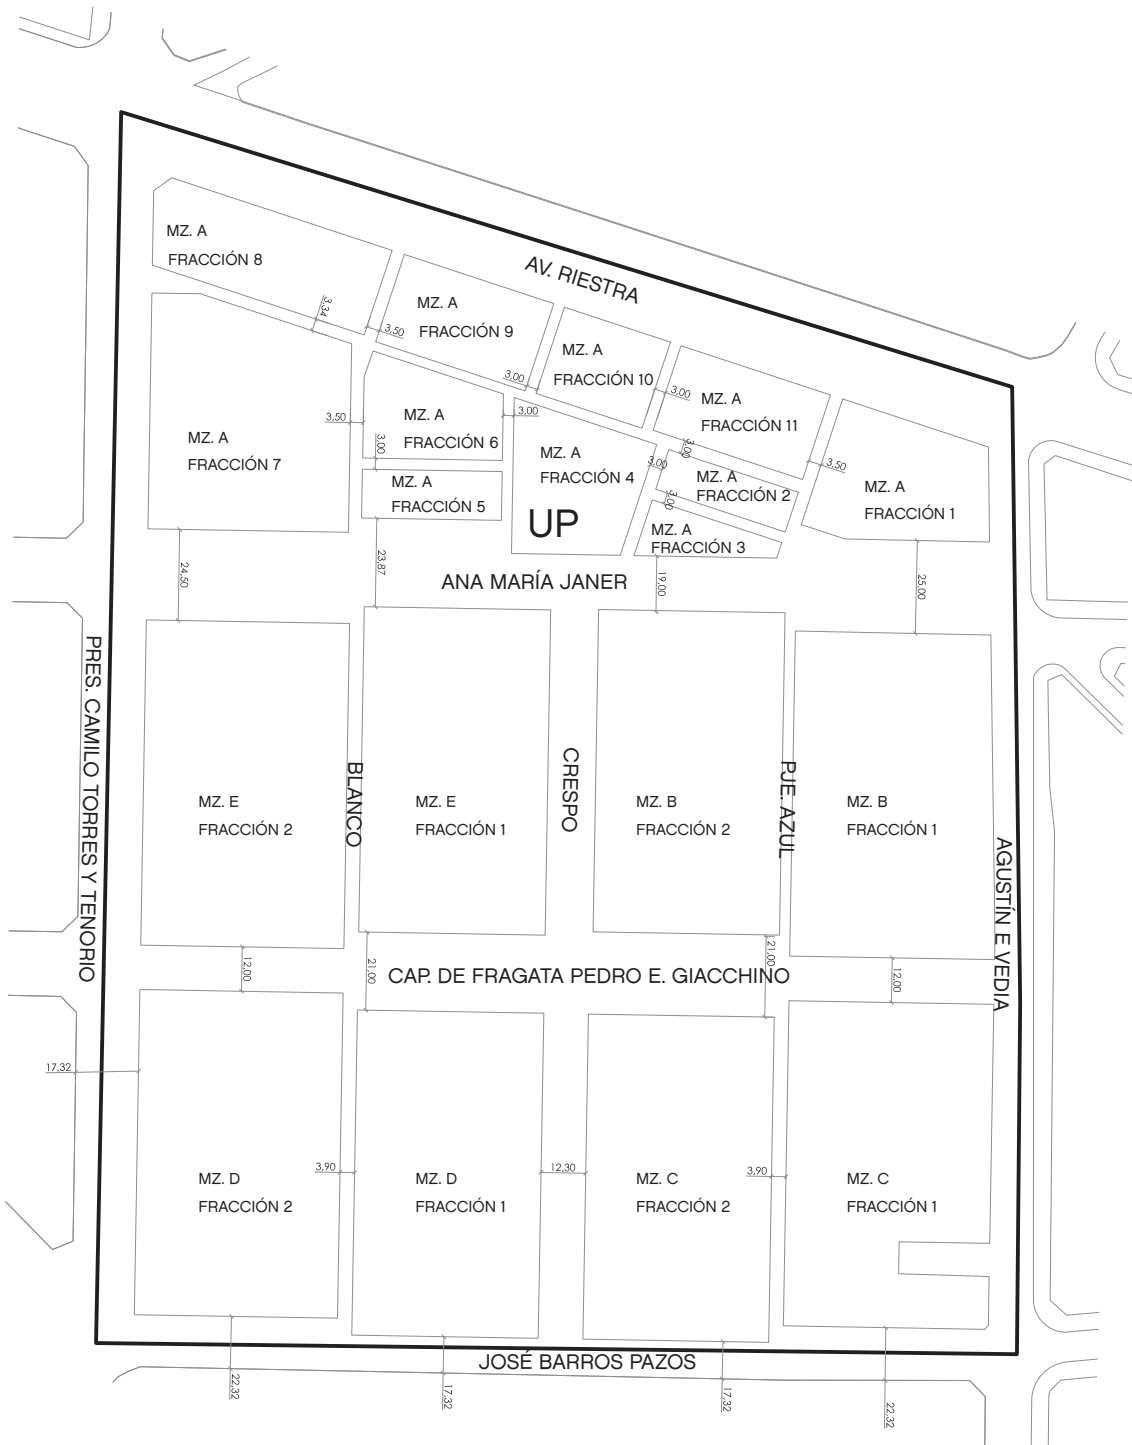 MZ. A
FRACCIÓN 8
AV. RIESTRA
3,34
MZ. A
FRACCIÓN 9
3,50
MZ. A
FRACCIÓN 10
3,00
3,00
MZ. A
FRACCIÓN 11
3,50
MZ. A
FRACCIÓN 7
3,50
MZ. A
FRACCIÓN 6
3,00
3,00
MZ. A
FRACCIÓN 5
MZ. A
FRACCIÓN 4
UP
3,00
3,00
MZ. A
FRACCIÓN 2
3,00
MZ. A
FRACCIÓN 3
3,50
MZ. A
FRACCIÓN 1
24,50
23,87
ANA MARÍA JANER
19,00
25,00
PRES. CAMILO TORRES Y TENORIO
MZ. E
FRACCIÓN 2
BLANCO
MZ. E
FRACCIÓN 1
CRESPO
MZ. B
FRACCIÓN 2
PJE. AZUL
MZ. B
FRACCIÓN 1
AGUSTÍN E VEDIA
12,00
21,00
CAP. DE FRAGATA PEDRO E. GIACCHINO
21,00
12,00
17,32
MZ. D
FRACCIÓN 2
3,90
MZ. D
FRACCIÓN 1
12,30
MZ. C
FRACCIÓN 2
3,90
MZ. C
FRACCIÓN 1
JOSÉ BARROS PAZOS
22,32
17,32
17,32
22,32